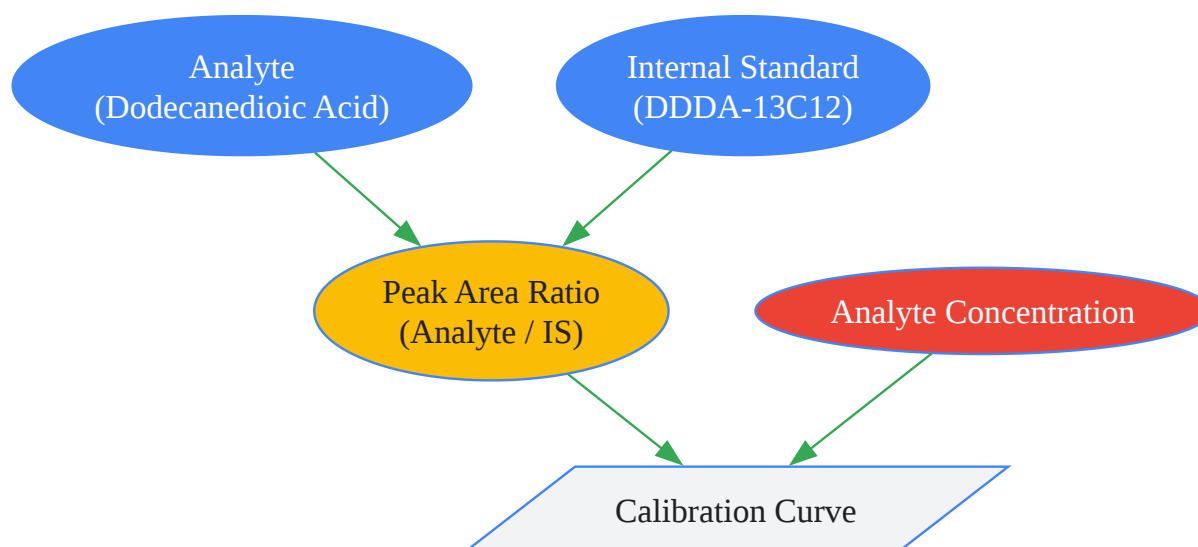 Analyte
(Dodecanedioic Acid)
Internal Standard
(DDDA-13C12)
Peak Area Ratio
(Analyte / IS)
Analyte Concentration
Calibration Curve